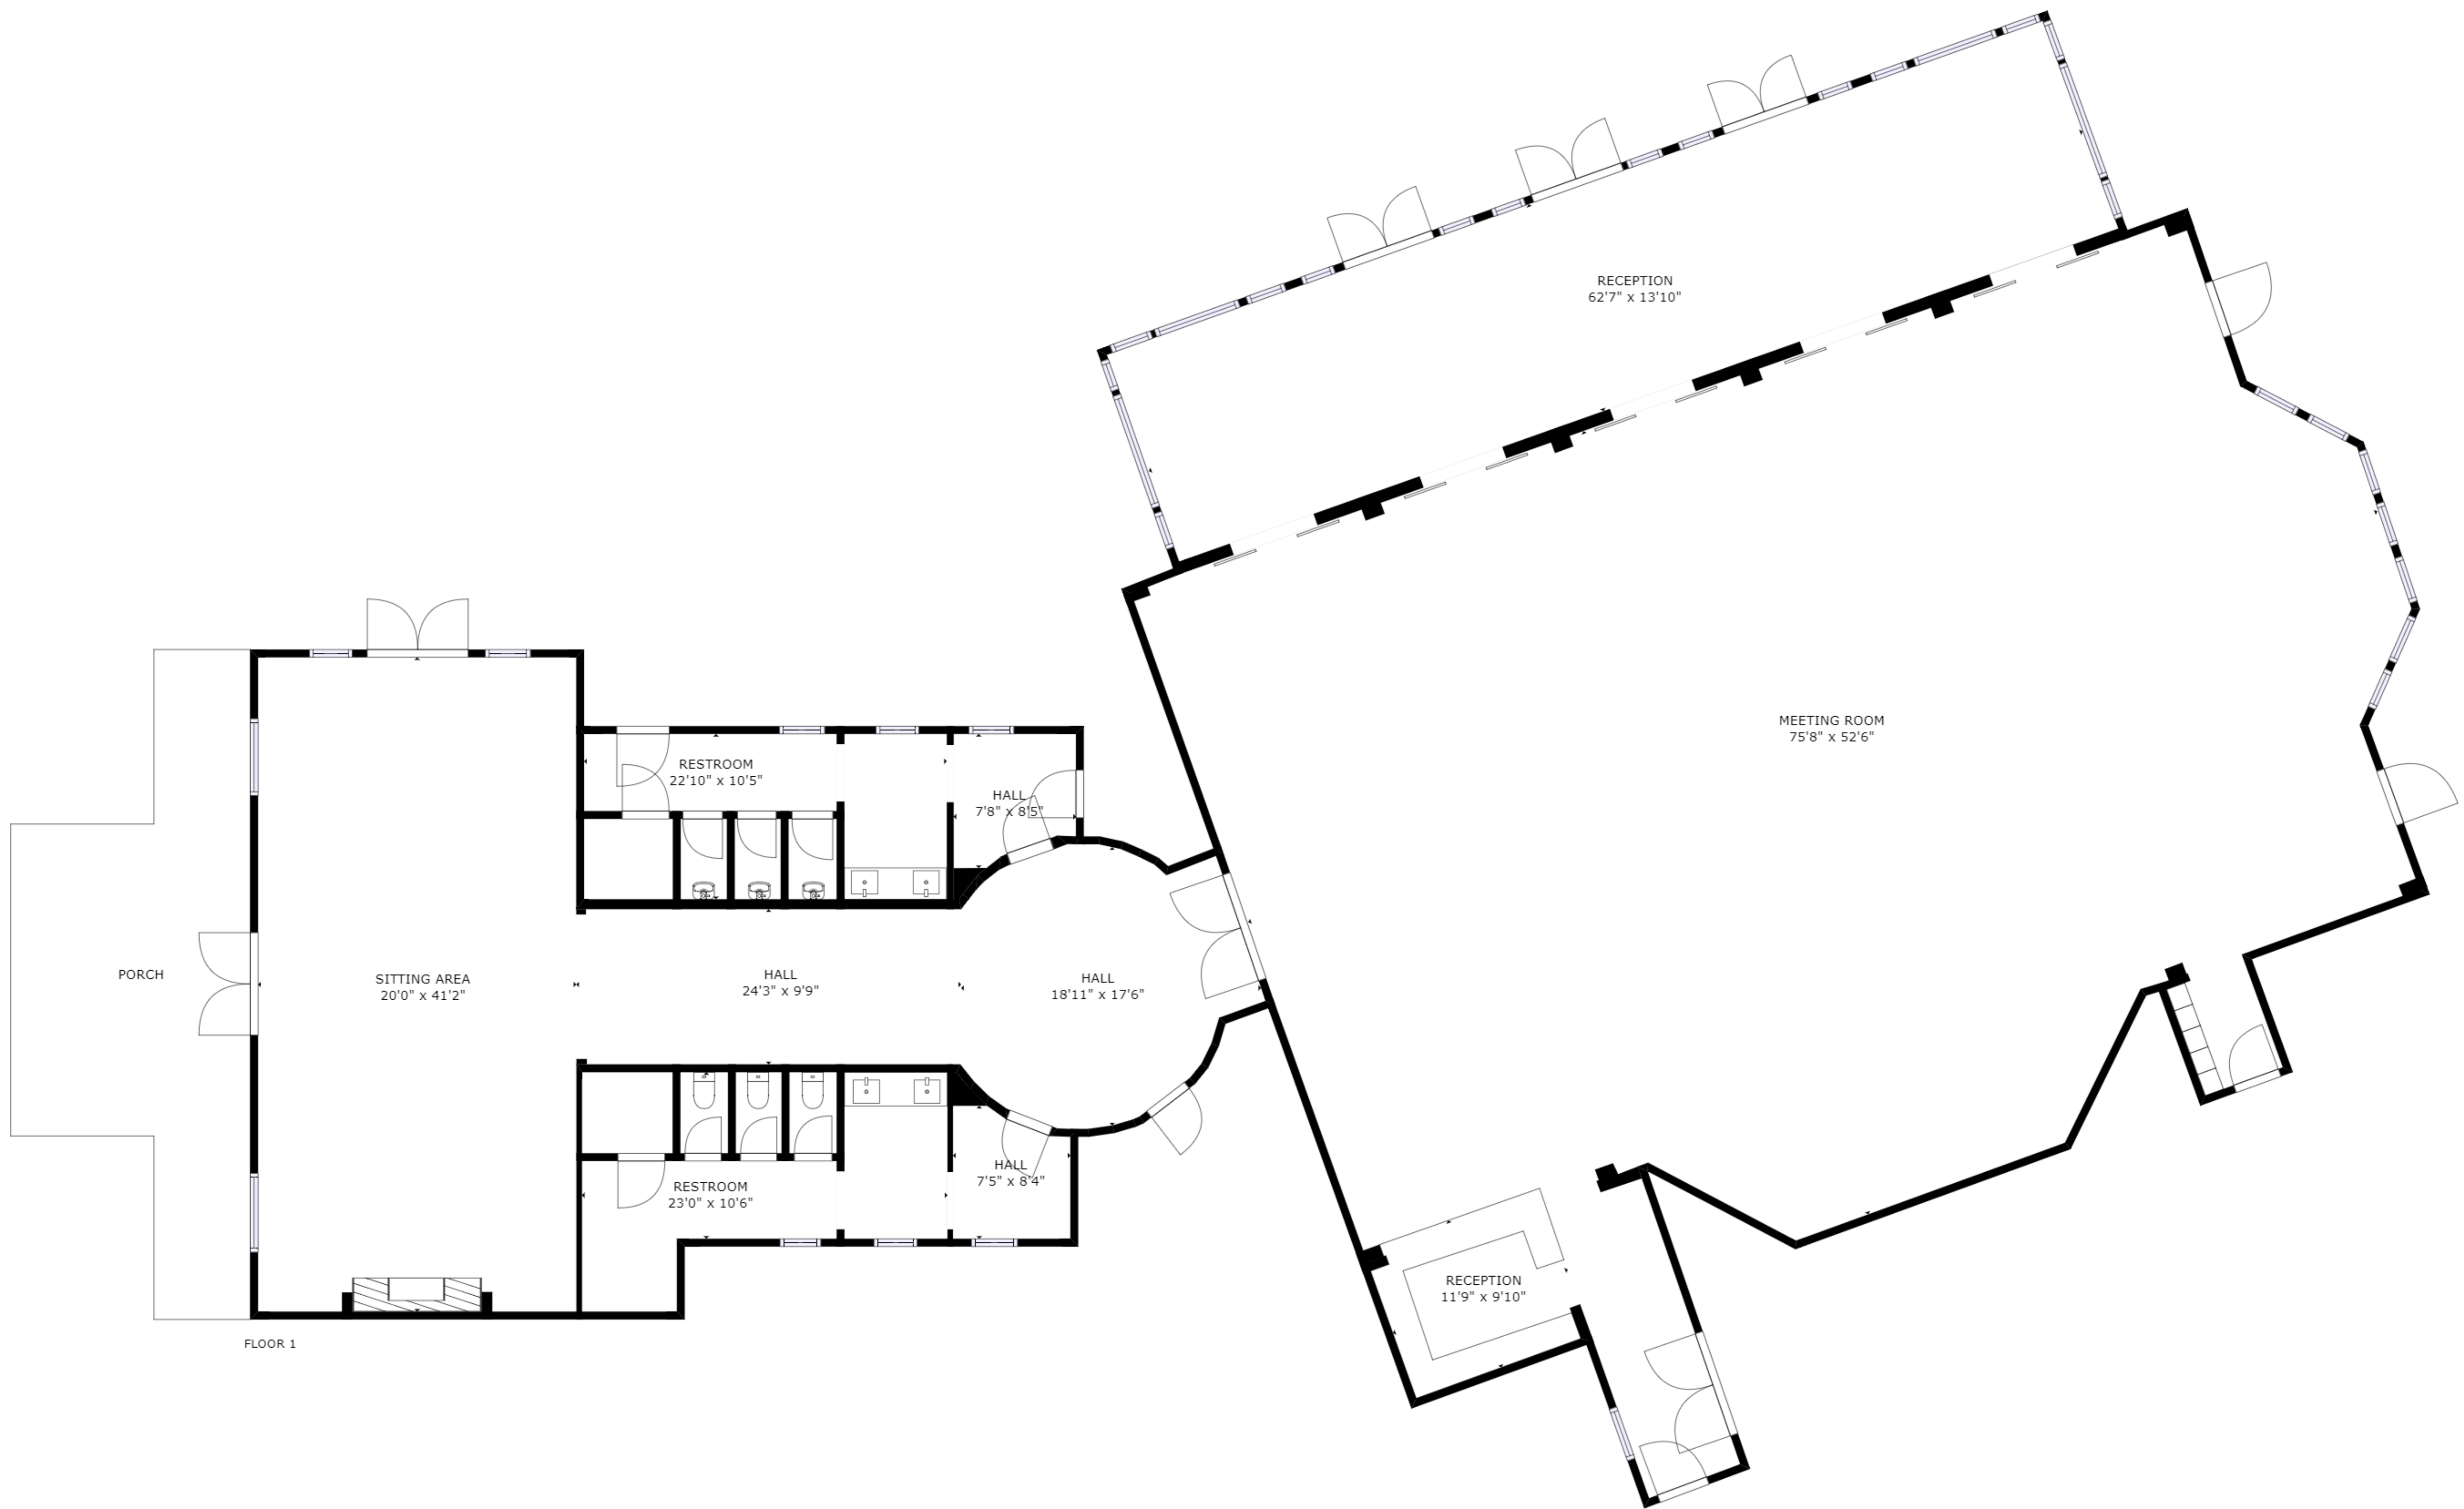 RECEPTION
62'7" x 13'10"
MEETING ROOM
75'8" x 52'6"
RESTROOM
22'10" x 10'5"
HALL
7'8" x 8'5"
PORCH
SITTING AREA
20'0" x 41'2"
HALL
24'3" x 9'9"
HALL
18'11" x 17'6"
RESTROOM
23'0" x 10'6"
HALL
7'5" x 8'4"
RECEPTION
11'9" x 9'10"
FLOOR 1